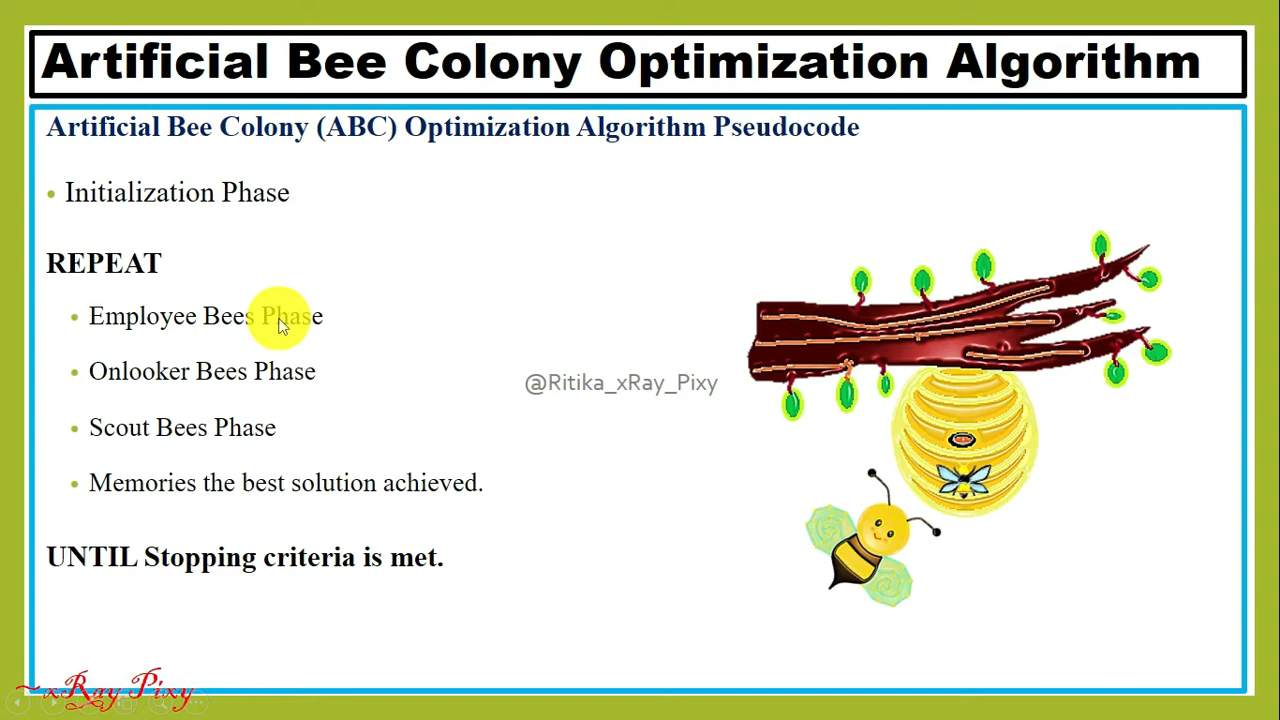 Artificial Bee Colony Optimization Algorithm
Artificial Bee Colony (ABC) Optimization Algorithm Pseudocode
• Initialization Phase
REPEAT
• Employee Bees Phase
• Onlooker Bees Phase
@Ritika_xRay_Pixy
• Scout Bees Phase
• Memories the best solution achieved.
UNTIL Stopping criteria is met.
~xRay Pixy